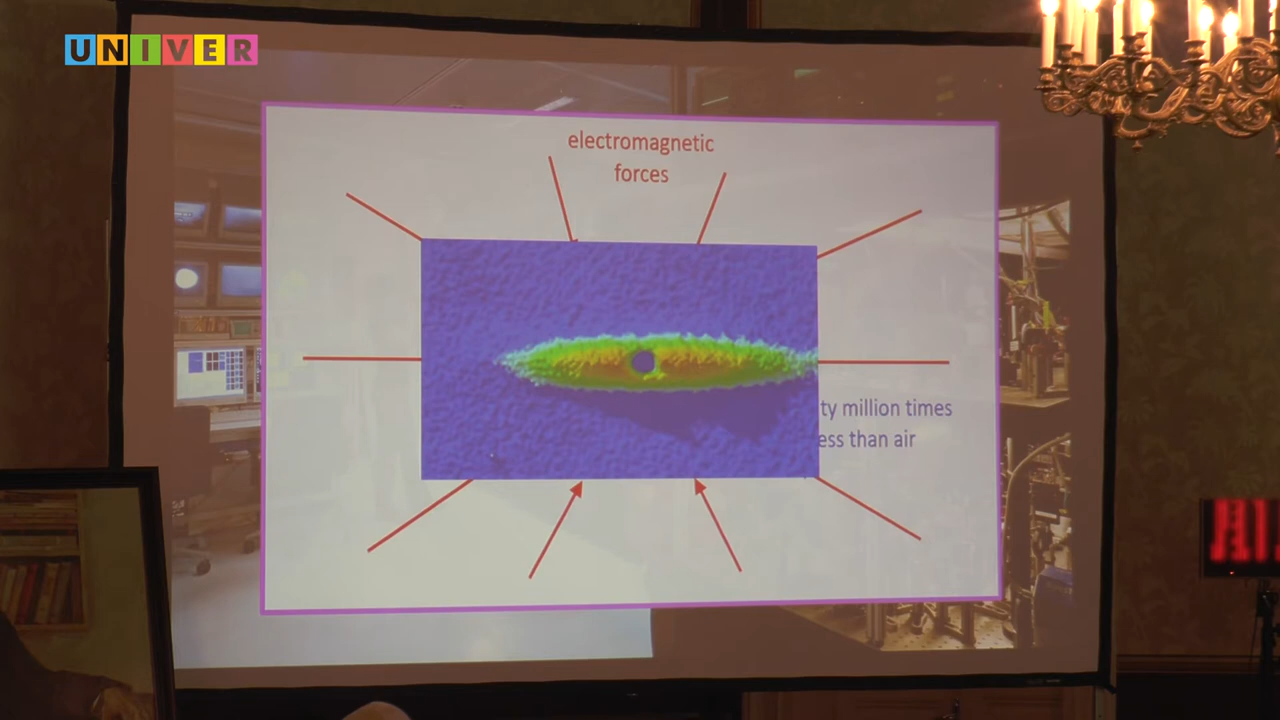 UNIVER
electromagnetic
forces
ty million times
ess than air